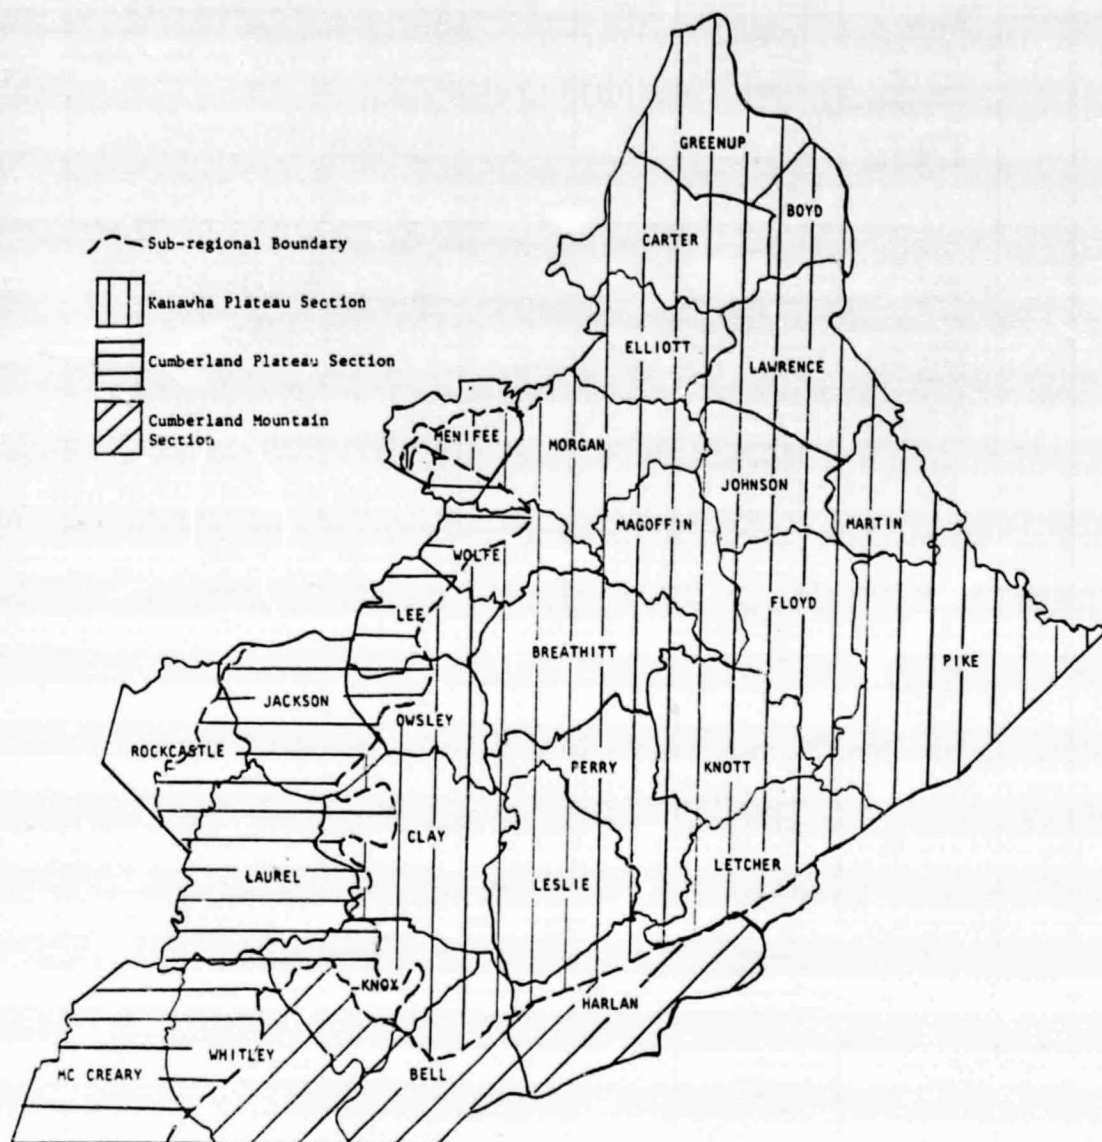 GREENUP
BOYD
CARTER
Sub-regional Boundary
Kanawha Plateau Section
Cumberland Plateau Section
Cumberland Mountain
Section
ELLIOTT
LAWRENCE
MENIFEE
MORGAN
JOHNSON
MAGOFFIN
MARTIN
WOLFE
FLOYD
LEE
BREATHITT
PIKE
JACKSON
OWSLEY
ROCKCASTLE
PERRY
KNOTT
CLAY
LETCHER
LAUREL
LESLIE
KNOX
HARLAN
WHITLEY
MC CREARY
BELL